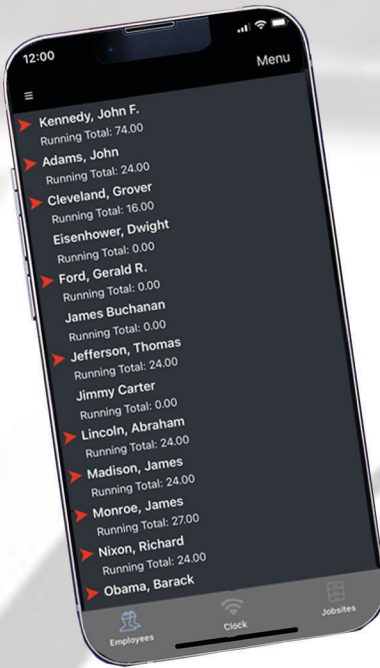 12:00
Menu
Kennedy, John F.
Running Total: 74.00
Adams, John
Running Total: 24.00
Cleveland, Grover
Running Total: 16.00
Eisenhower, Dwight
Running Total: 0.00
Ford, Gerald R.
Running Total: 0.00
James Buchanan
Running Total: 0.00
Jefferson, Thomas
Running Total: 24.00
Jimmy Carter
Running Total: 0.00
Lincoln, Abraham
Running Total: 24.00
Madison, James
Running Total: 24.00
Monroe, James
Running Total: 27.00
Nixon, Richard
Running Total: 24.00
Obama, Barack
Employees Clock Jobsites